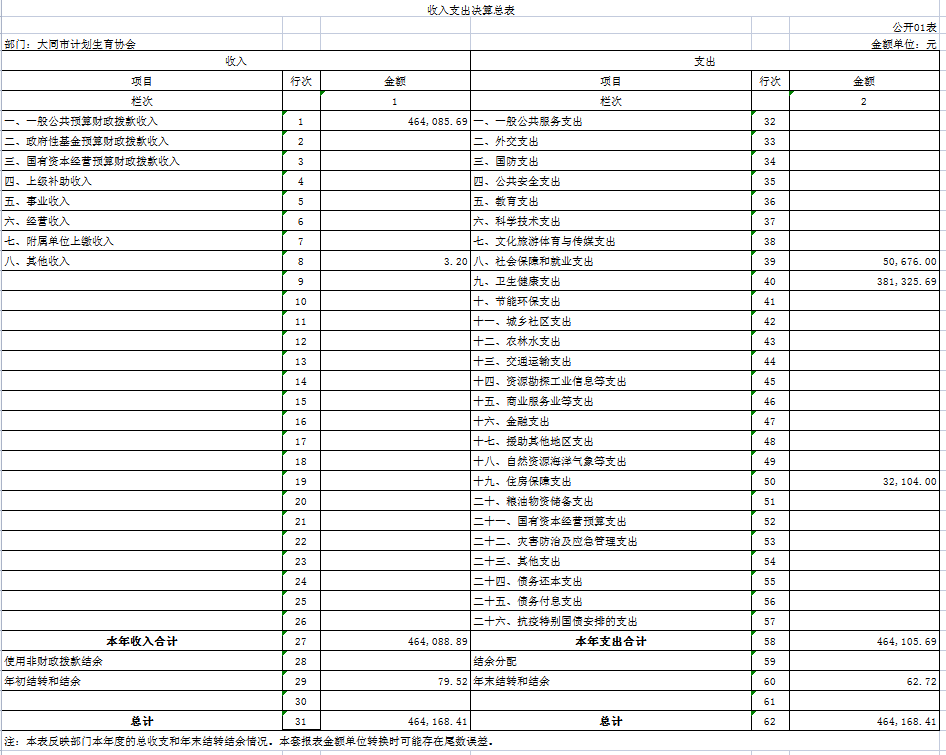 收入支出决算总表
公开01表
部门：大同市计划生育协会 金额单位：元
收入 支出
项目 行次 金额 项目 行次 金额
栏次 1 栏次 2
一、一般公共预算财政拨款收入 1 464,085.69 一、一般公共服务支出 32
二、政府性基金预算财政拨款收入 2 二、外交支出 33
三、国有资本经营预算财政拨款收入 3 三、国防支出 34
四、上级补助收入 4 四、公共安全支出 35
五、事业收入 5 五、教育支出 36
六、经营收入 6 六、科学技术支出 37
七、附属单位上缴收入 7 七、文化旅游体育与传媒支出 38
八、其他收入 8 3.20 八、社会保障和就业支出 39 50,676.00
9 九、卫生健康支出 40 381,325.69
10 十、节能环保支出 41
11 十一、城乡社区支出 42
12 十二、农林水支出 43
13 十三、交通运输支出 44
14 十四、资源勘探工业信息等支出 45
15 十五、商业服务业等支出 46
16 十六、金融支出 47
17 十七、援助其他地区支出 48
18 十八、自然资源海洋气象等支出 49
19 十九、住房保障支出 50 32,104.00
20 二十、粮油物资储备支出 51
21 二十一、国有资本经营预算支出 52
22 二十二、灾害防治及应急管理支出 53
23 二十三、其他支出 54
24 二十四、债务还本支出 55
25 二十五、债务付息支出 56
26 二十六、抗疫特别国债安排的支出 57
本年收入合计 27 464,088.89 本年支出合计 58 464,105.69
使用非财政拨款结余 28 结余分配 59
年初结转和结余 29 79.52 年末结转和结余 60 62.72
30 61
总计 31 464,168.41 总计 62 464,168.41
注：本表反映部门本年度的总收支和年末结转结余情况。本套报表金额单位转换时可能存在尾数误差。